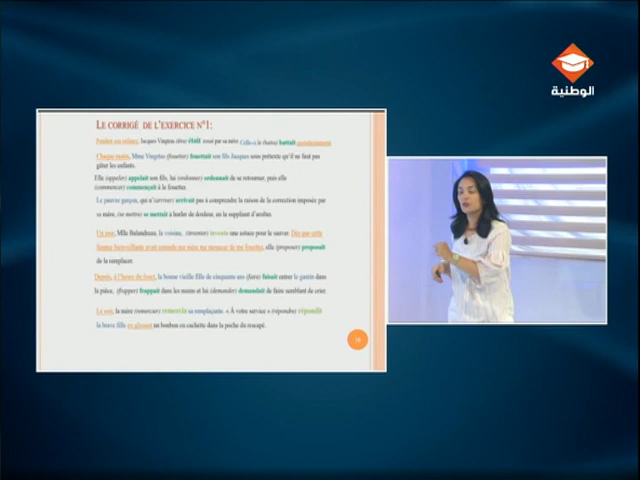 الوطنية
LE CORRIGÉ DE L'EXERCICE N°1:
Pendant son enfance, Jacques Vingtras (être) était rossé par sa mère. Celle-ci le (battre) battait
Chaque matin, Mme Vingtras (fouetter) fouettait son fils Jacques sous prétexte qu'il ne faut pas
gâter les enfants.
Elle (appeler) appelait son fils, lui (ordonner) ordonnait de se retourner, puis elle
(commencer) commençait à le fouetter.
Le pauvre garçon, qui n'(arriver) arrivait pas à comprendre la raison de la correction imposée par
sa mère, (se mettre) se mettait à hurler de douleur, en la suppliant d'arrêter.
Un jour, Mlle Balandreau, la voisine, (inventer) inventa une astuce pour le sauver. Dès que cette
femme bienveillante avait entendu ma mère me menacer de me fouetter, elle (proposer) proposait
de la remplacer.
Depuis, à l'heure du fouet, la bonne vieille fille de cinquante ans (faire) faisait entrer le gamin dans
la pièce, (frapper) frappait dans les mains et lui (demander) demandait de faire semblant de crier.
Le soir, la mère (remercier) remercia sa remplaçante. « À votre service » (répondre) répondit
la brave fille en glissant un bonbon en cachette dans la poche du rescapé.